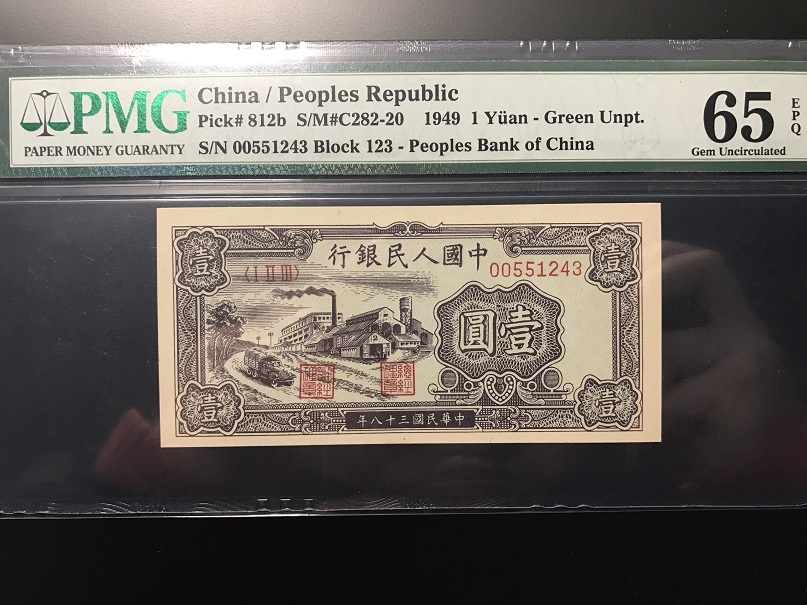 PMG
PAPER MONEY GUARANTY
China / Peoples Republic
Pick# 812b S/M#C282-20 1949 1 Yüan - Green Unpt.
S/N 00551243 Block 123 - Peoples Bank of China
65
EPQ
Gem Uncirculated
行銀民人國中
壹
壹
〈I II III〉
00551243
圓壹
壹
壹
年八十三國民華中